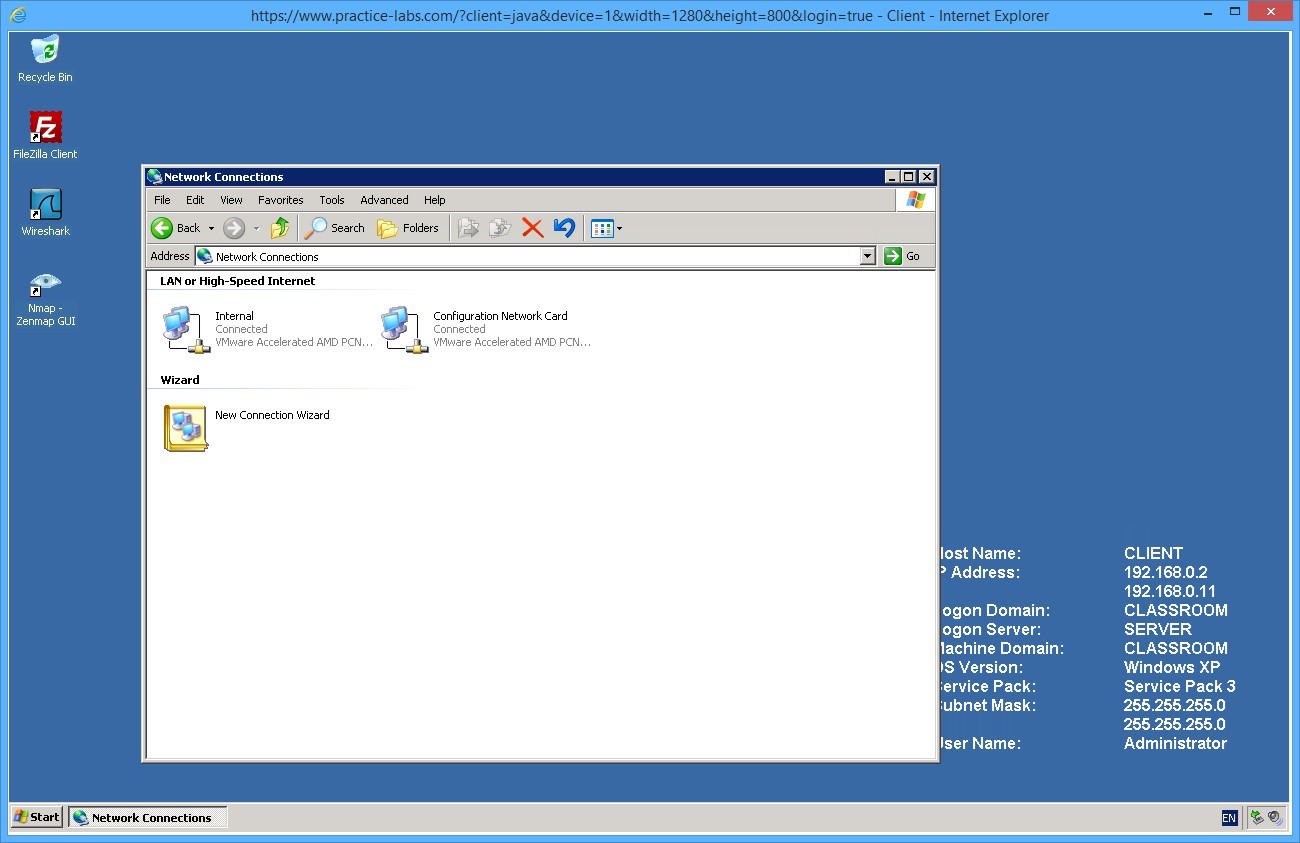 https://www.practice-labs.com/?client=java&device=1&width=1280&height=800&login=true - Client - Internet Explorer
Recycle Bin
FileZilla Client
Wireshark
Nmap -
Zenmap GUI
Network Connections
File Edit View Favorites Tools Advanced Help
Back Search Folders
Address Network Connections Go
LAN or High-Speed Internet
Internal
Connected
VMware Accelerated AMD PCN...
Configuration Network Card
Connected
VMware Accelerated AMD PCN...
Wizard
New Connection Wizard
ost Name: CLIENT
P Address: 192.168.0.2
192.168.0.11
ogon Domain: CLASSROOM
ogon Server: SERVER
achine Domain: CLASSROOM
S Version: Windows XP
ervice Pack: Service Pack 3
ubnet Mask: 255.255.255.0
255.255.255.0
ser Name: Administrator
Start Network Connections EN